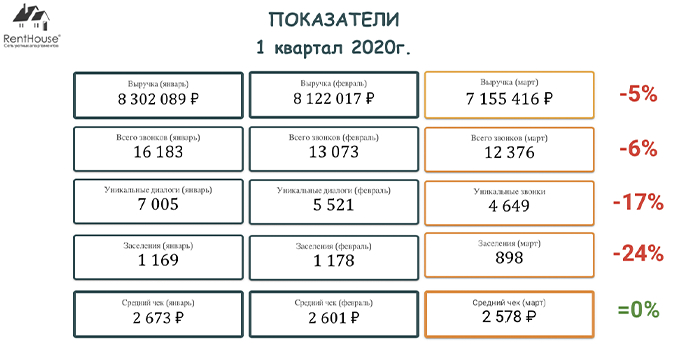 RentHouse®
Сеть уютных апартаментов
ПОКАЗАТЕЛИ
1 квартал 2020г.
Выручка (январь)
8 302 089 ₽
Выручка (февраль)
8 122 017 ₽
Выручка (март)
7 155 416 ₽
-5%
Всего звонков (январь)
16 183
Всего звонков (февраль)
13 073
Всего звонков (март)
12 376
-6%
Уникальные диалоги (январь)
7 005
Уникальные диалоги (февраль)
5 521
Уникальные звонки
4 649
-17%
Заселения (январь)
1 169
Заселения (февраль)
1 178
Заселения (март)
898
-24%
Средний чек (январь)
2 673 ₽
Средний чек (февраль)
2 601 ₽
Средний чек (март)
2 578 ₽
=0%